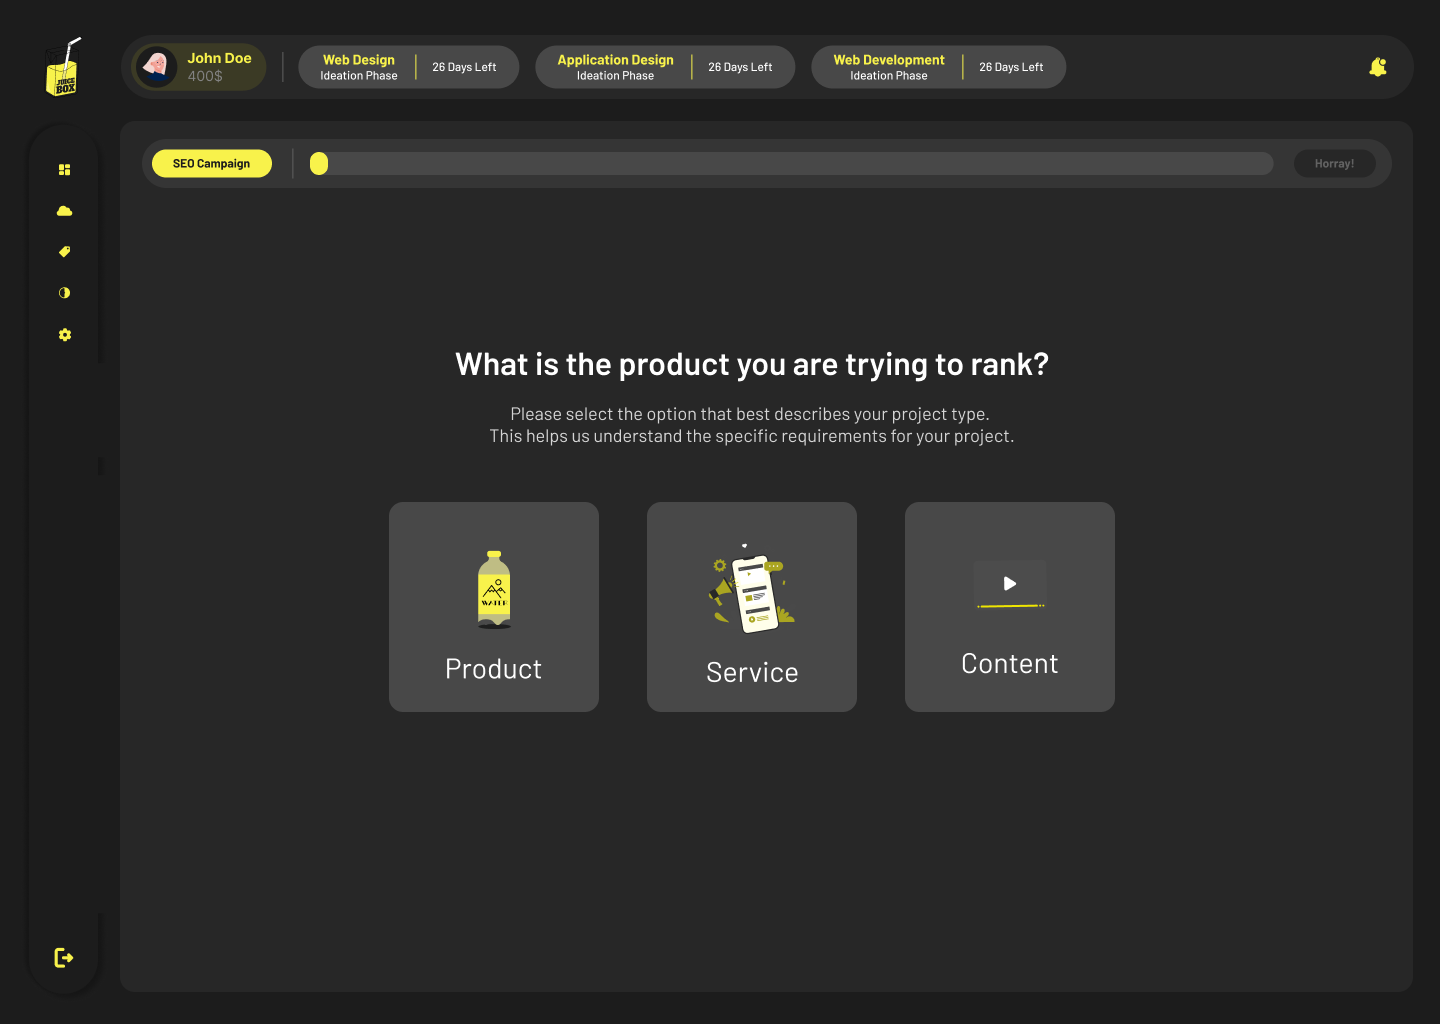 JUICE
BOX
John Doe
400$
Web Design
Ideation Phase
26 Days Left
Application Design
Ideation Phase
26 Days Left
Web Development
Ideation Phase
26 Days Left
SEO Campaign
Horray!
What is the product you are trying to rank?
Please select the option that best describes your project type.
This helps us understand the specific requirements for your project.
WATER
Product
Service
Content